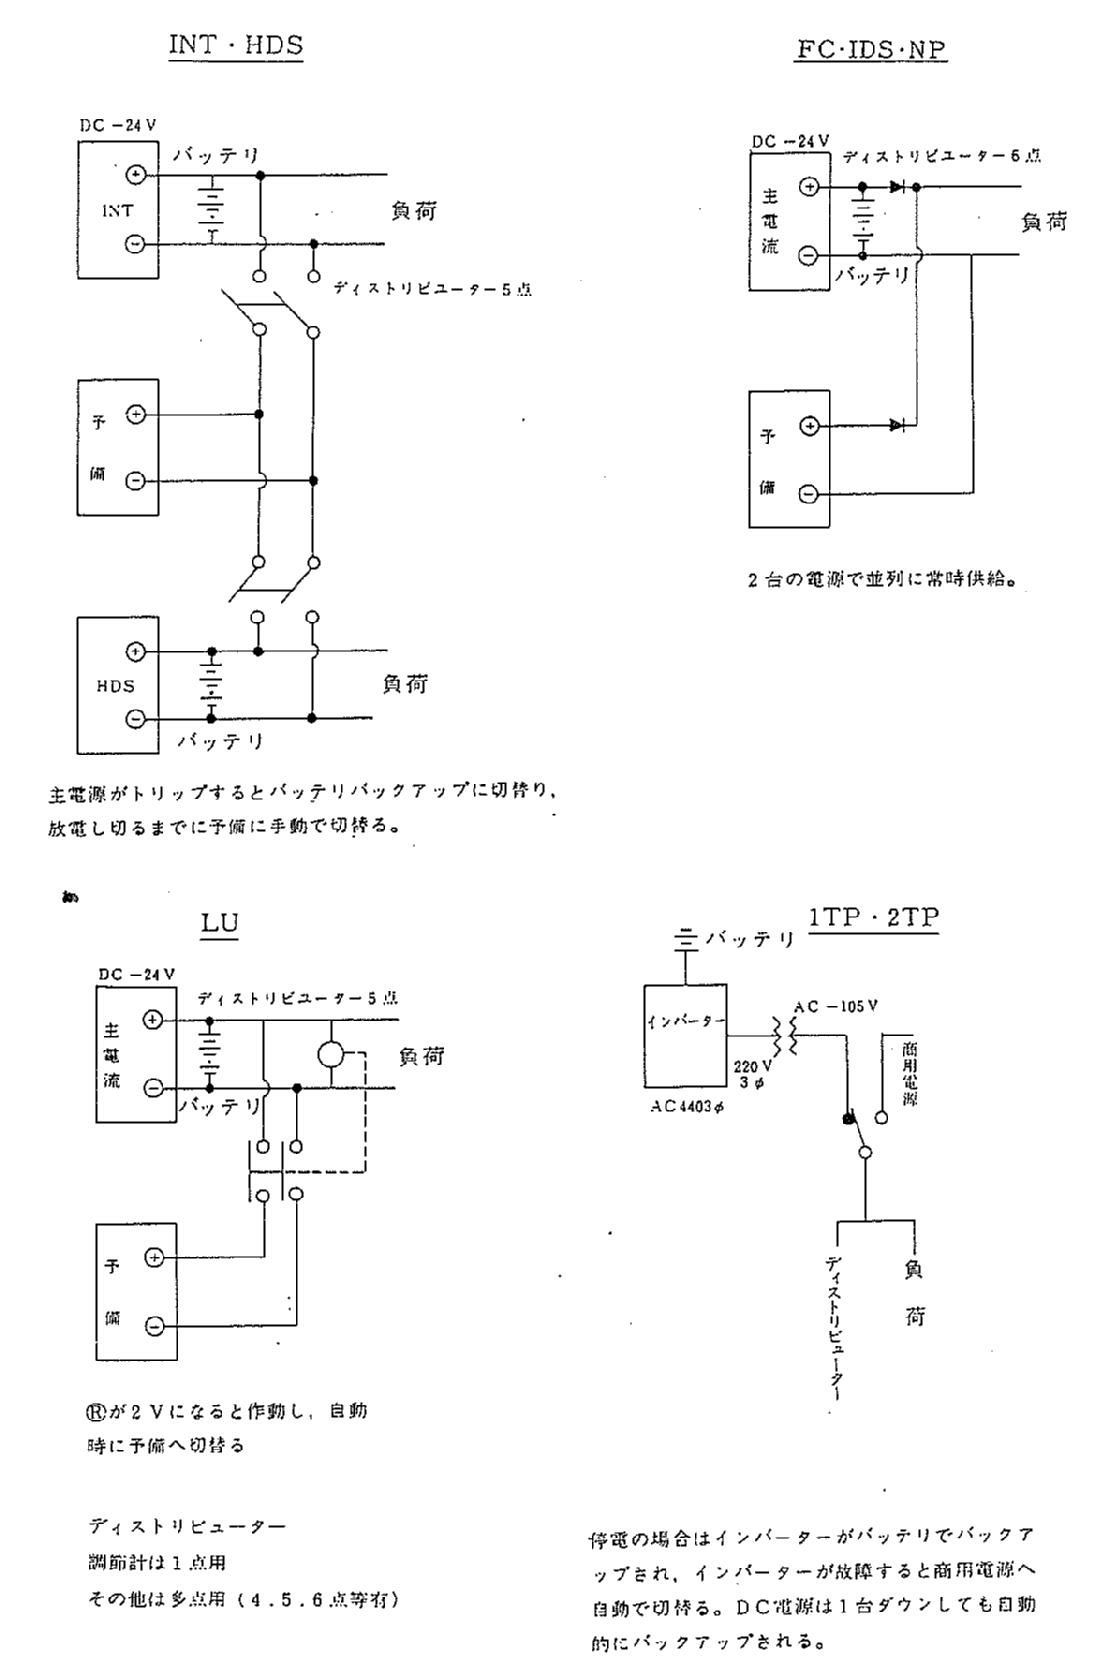 INT・HDS
DC -24V
バッテリ
+
INT
負荷
-
ディストリビューター5点
+
予
備
-
+
HDS
負荷
-
バッテリ
主電源がトリップするとバッテリバックアップに切替り,
放電し切るまでに予備に手動で切替る。
FC・IDS・NP
DC -24V
ディストリビューター6点
+
主
電
流
負荷
-
バッテリ
+
予
備
-
2台の電源で並列に常時供給。
LU
DC -24V
ディストリビューター5点
+
主
電
流
負荷
-
バッテリ
+
予
備
-
Ⓡが2Vになると作動し, 自動
時に予備へ切替る
ディストリビューター
調節計は1点用
その他は多点用(4.5.6点等有)
1TP・2TP
バッテリ
インバーター
AC -105V
220V
3φ
AC4403φ
商用電源
ディストリビューター
負
荷
停電の場合はインバーターがバッテリでバックア
ップされ, インバーターが故障すると商用電源へ
自動で切替る。DC電源は1台ダウンしても自動
的にバックアップされる。